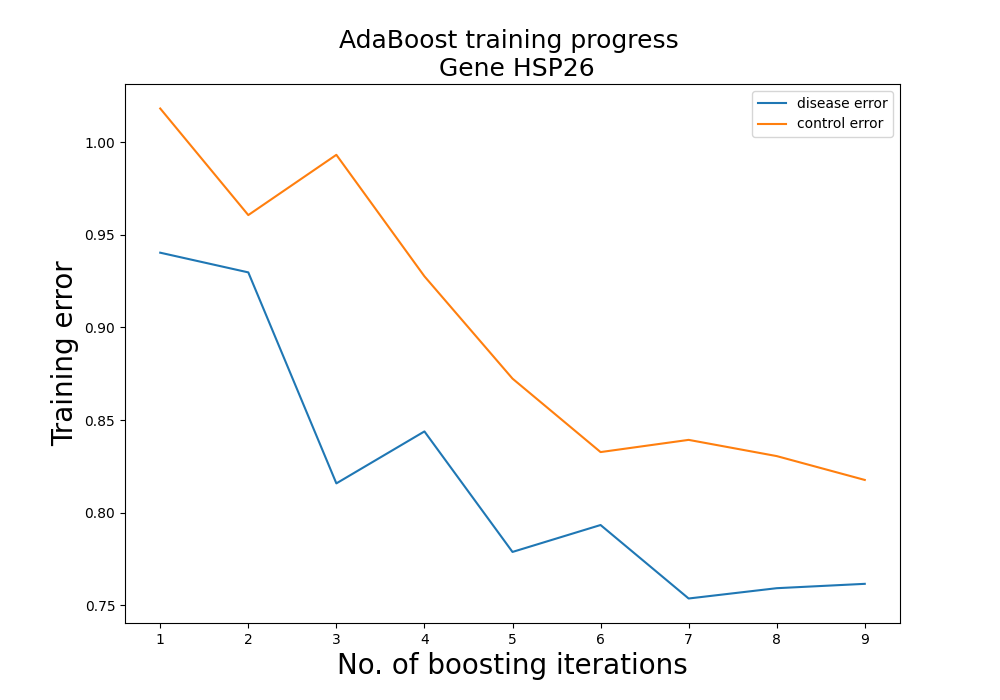 AdaBoost training progress
Gene HSP26
disease error
control error
Training error
1.00
0.95
0.90
0.85
0.80
0.75
1 2 3 4 5 6 7 8 9
No. of boosting iterations